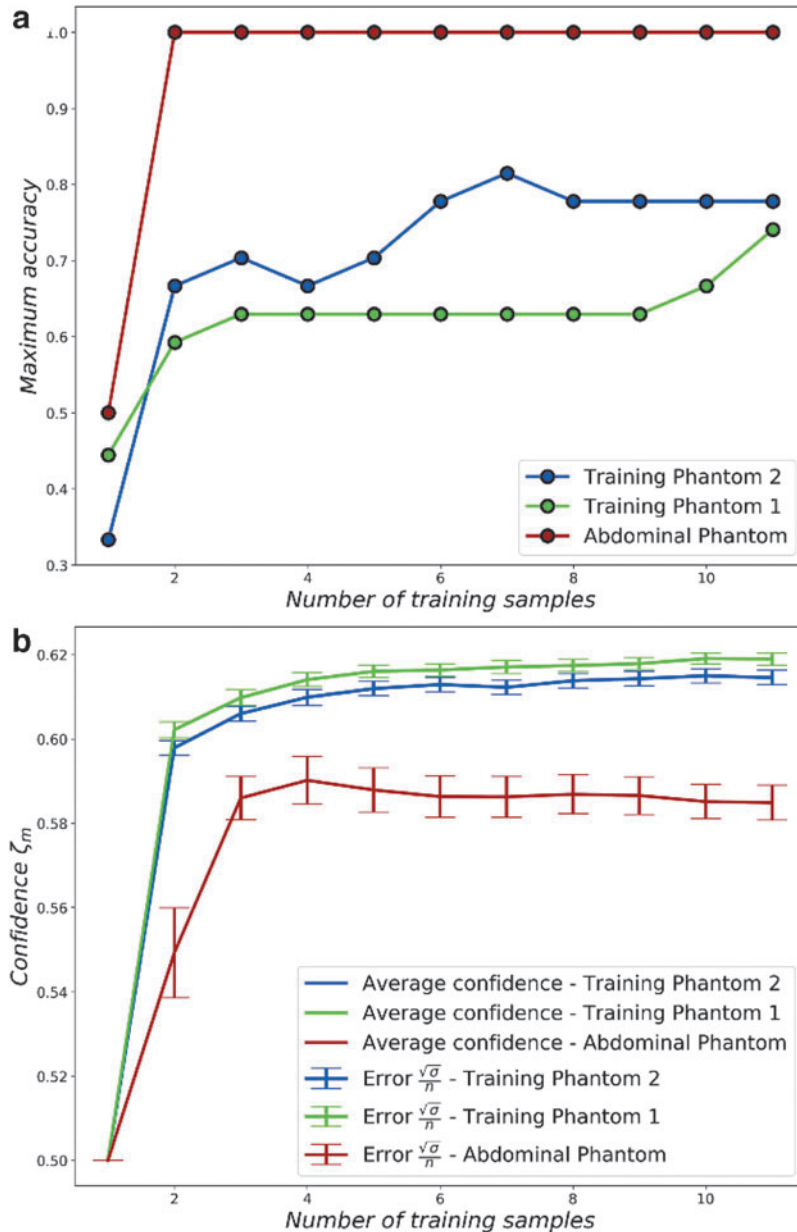 a
1.0
0.9
0.8
0.7
0.6
0.5
0.4
0.3
Maximum accuracy
2 4 6 8 10
Number of training samples
Training Phantom 2
Training Phantom 1
Abdominal Phantom
b
0.62
0.60
0.58
0.56
0.54
0.52
0.50
Confidence ζm
Average confidence - Training Phantom 2
Average confidence - Training Phantom 1
Average confidence - Abdominal Phantom
Error √σ/n - Training Phantom 2
Error √σ/n - Training Phantom 1
Error √σ/n - Abdominal Phantom
2 4 6 8 10
Number of training samples